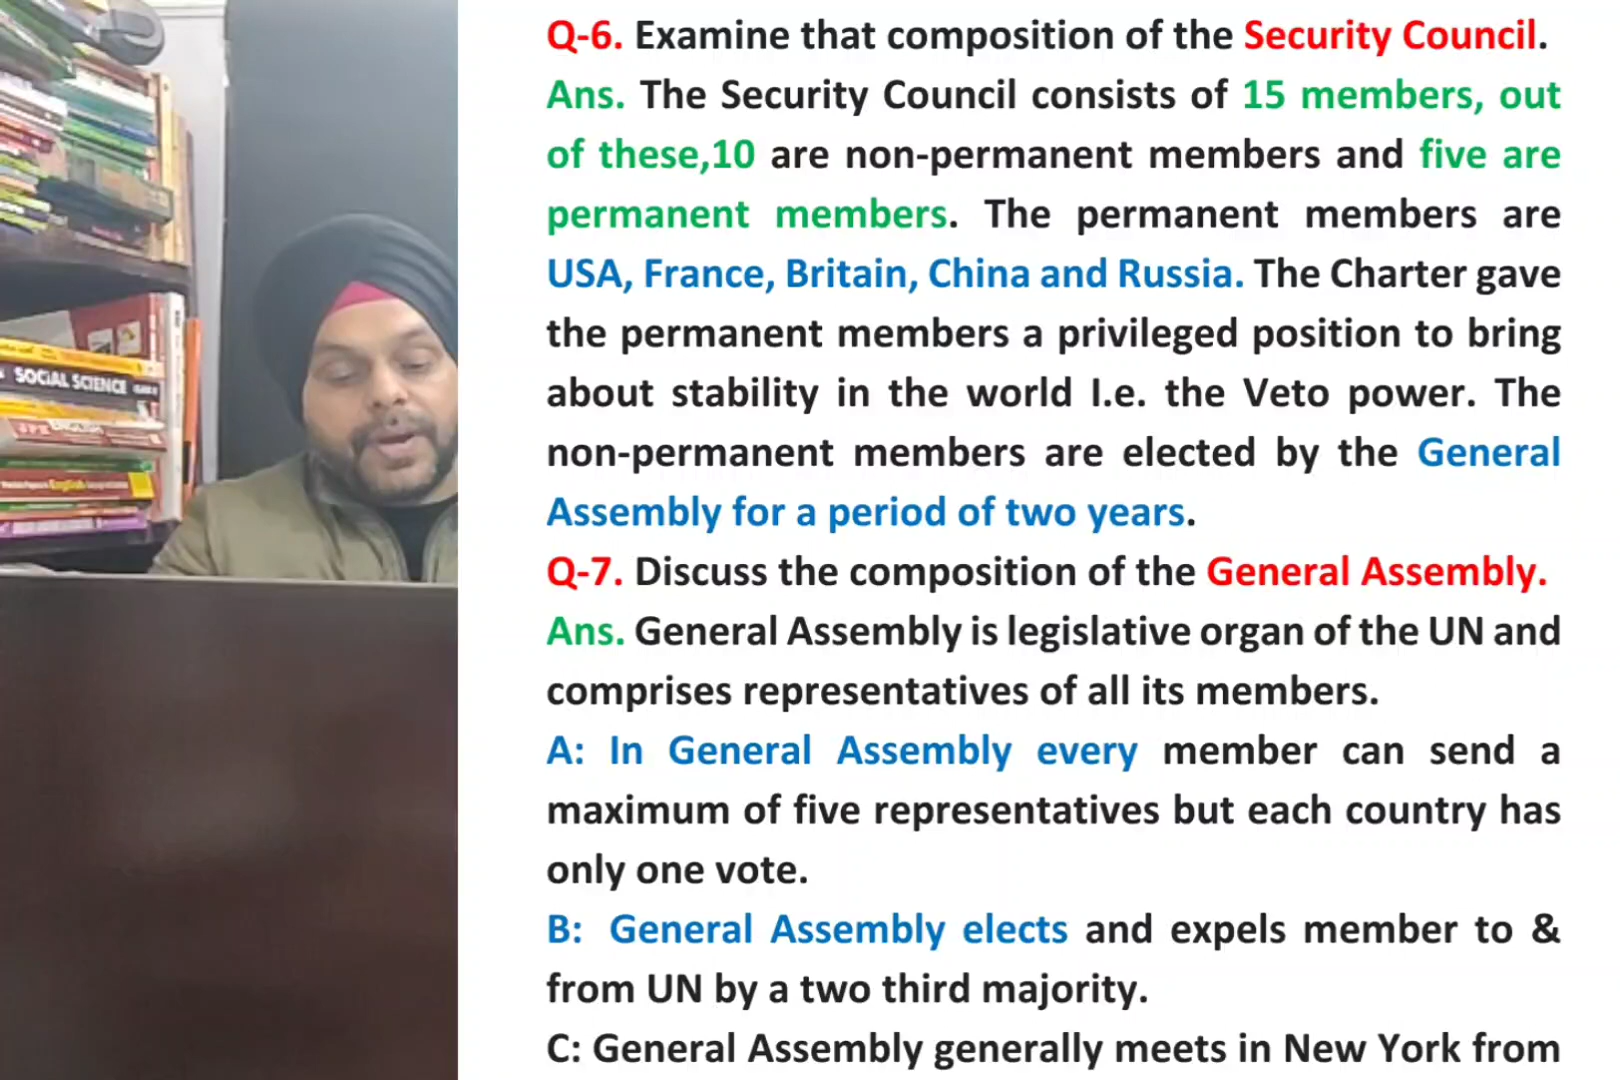 SOCIAL SCIENCE
ENGLISH
English
Q-6. Examine that composition of the Security Council.
Ans. The Security Council consists of 15 members, out
of these,10 are non-permanent members and five are
permanent members. The permanent members are
USA, France, Britain, China and Russia. The Charter gave
the permanent members a privileged position to bring
about stability in the world I.e. the Veto power. The
non-permanent members are elected by the General
Assembly for a period of two years.
Q-7. Discuss the composition of the General Assembly.
Ans. General Assembly is legislative organ of the UN and
comprises representatives of all its members.
A: In General Assembly every member can send a
maximum of five representatives but each country has
only one vote.
B: General Assembly elects and expels member to &
from UN by a two third majority.
C: General Assembly generally meets in New York from